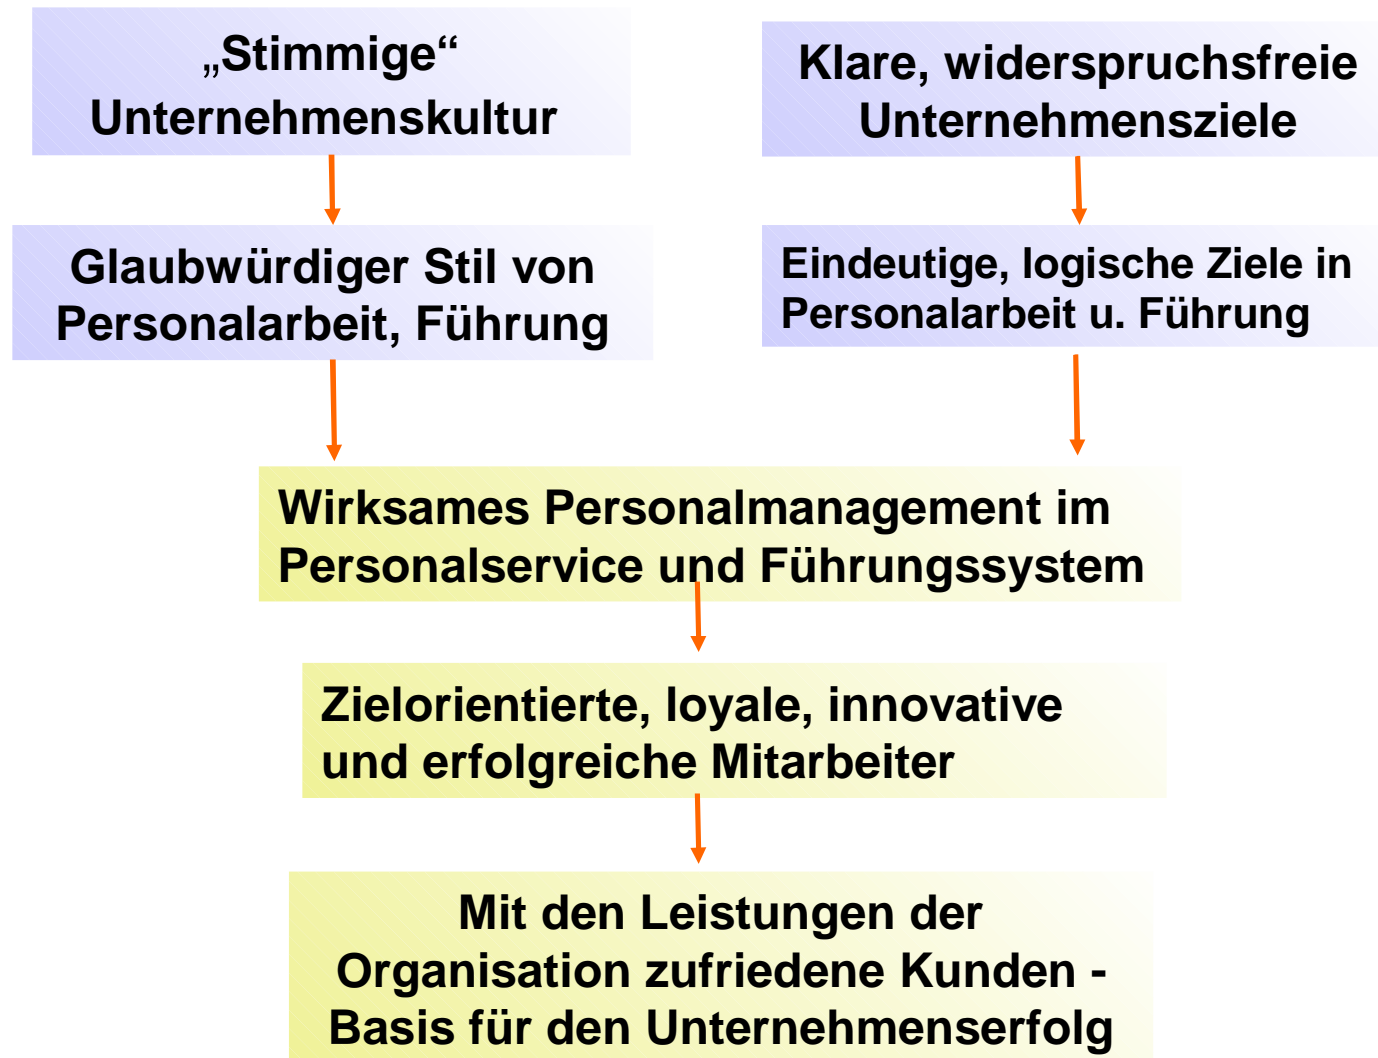 „Stimmige“
Unternehmenskultur
Klare, widerspruchsfreie
Unternehmensziele
Glaubwürdiger Stil von
Personalarbeit, Führung
Eindeutige, logische Ziele in
Personalarbeit u. Führung
Wirksames Personalmanagement im
Personalservice und Führungssystem
Zielorientierte, loyale, innovative
und erfolgreiche Mitarbeiter
Mit den Leistungen der
Organisation zufriedene Kunden -
Basis für den Unternehmenserfolg